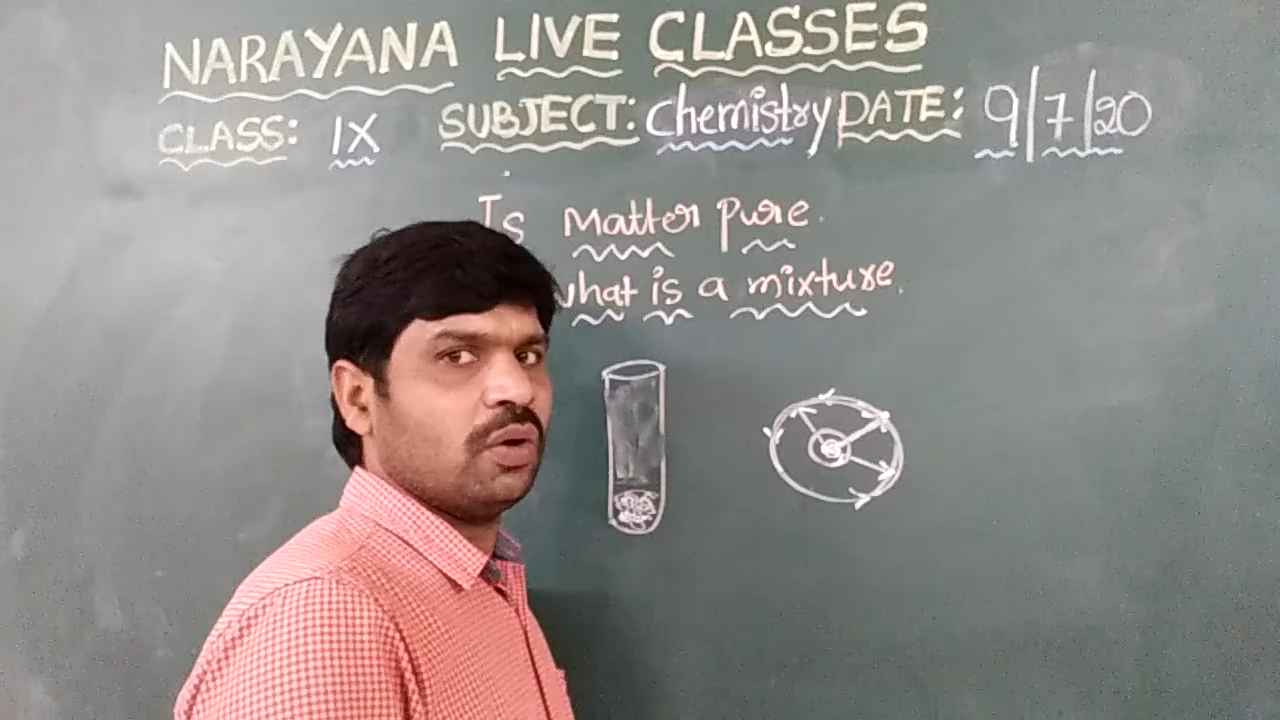 NARAYANA LIVE CLASSES
CLASS: IX SUBJECT: Chemistry DATE: 9/7/20
Is Matter pure.
what is a mixture.